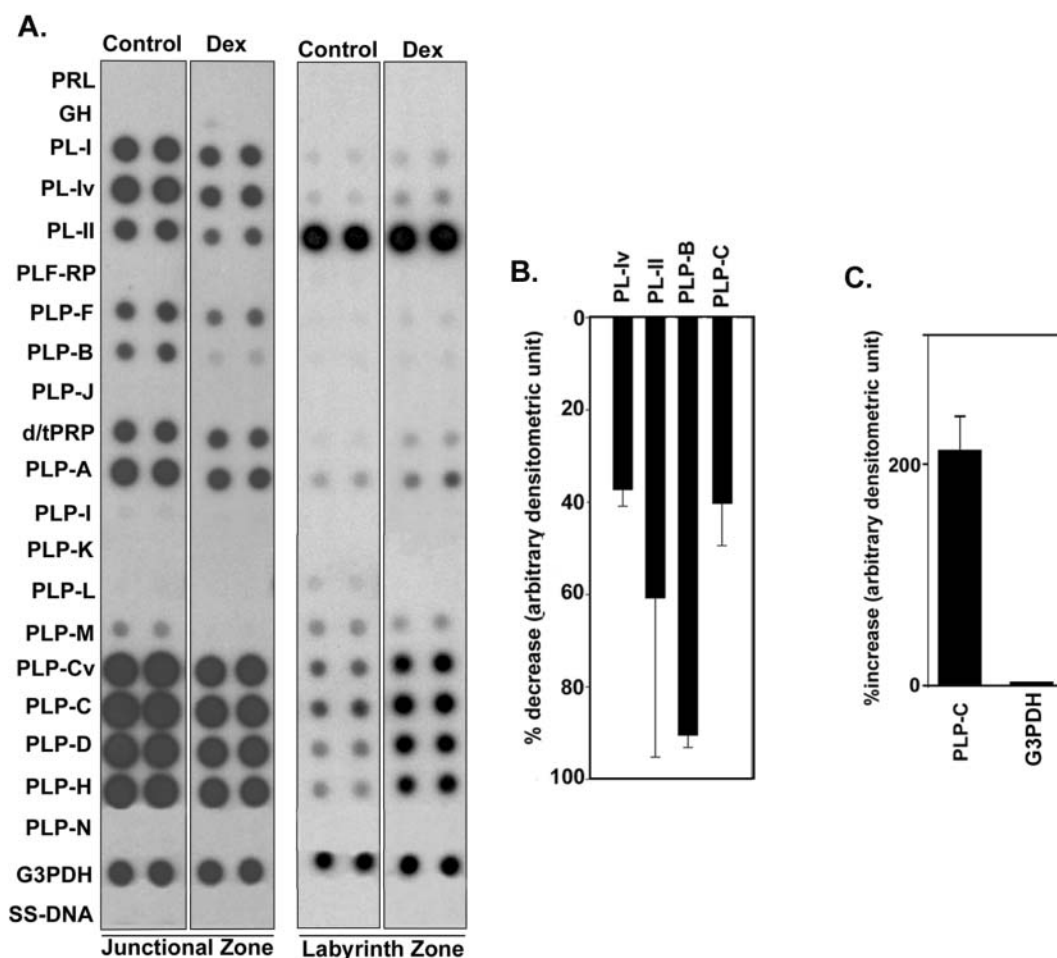 A.
Control Dex Control Dex
PRL
GH
PL-I
PL-Iv
PL-II
PLF-RP
PLP-F
PLP-B
PLP-J
d/tPRP
PLP-A
PLP-I
PLP-K
PLP-L
PLP-M
PLP-Cv
PLP-C
PLP-D
PLP-H
PLP-N
G3PDH
SS-DNA
Junctional Zone Labyrinth Zone
B.
PL-Iv
PL-II
PLP-B
PLP-C
% decrease (arbitrary densitometric unit)
0
20
40
60
80
100
C.
%increase (arbitrary densitometric unit)
200
0
PLP-C
G3PDH